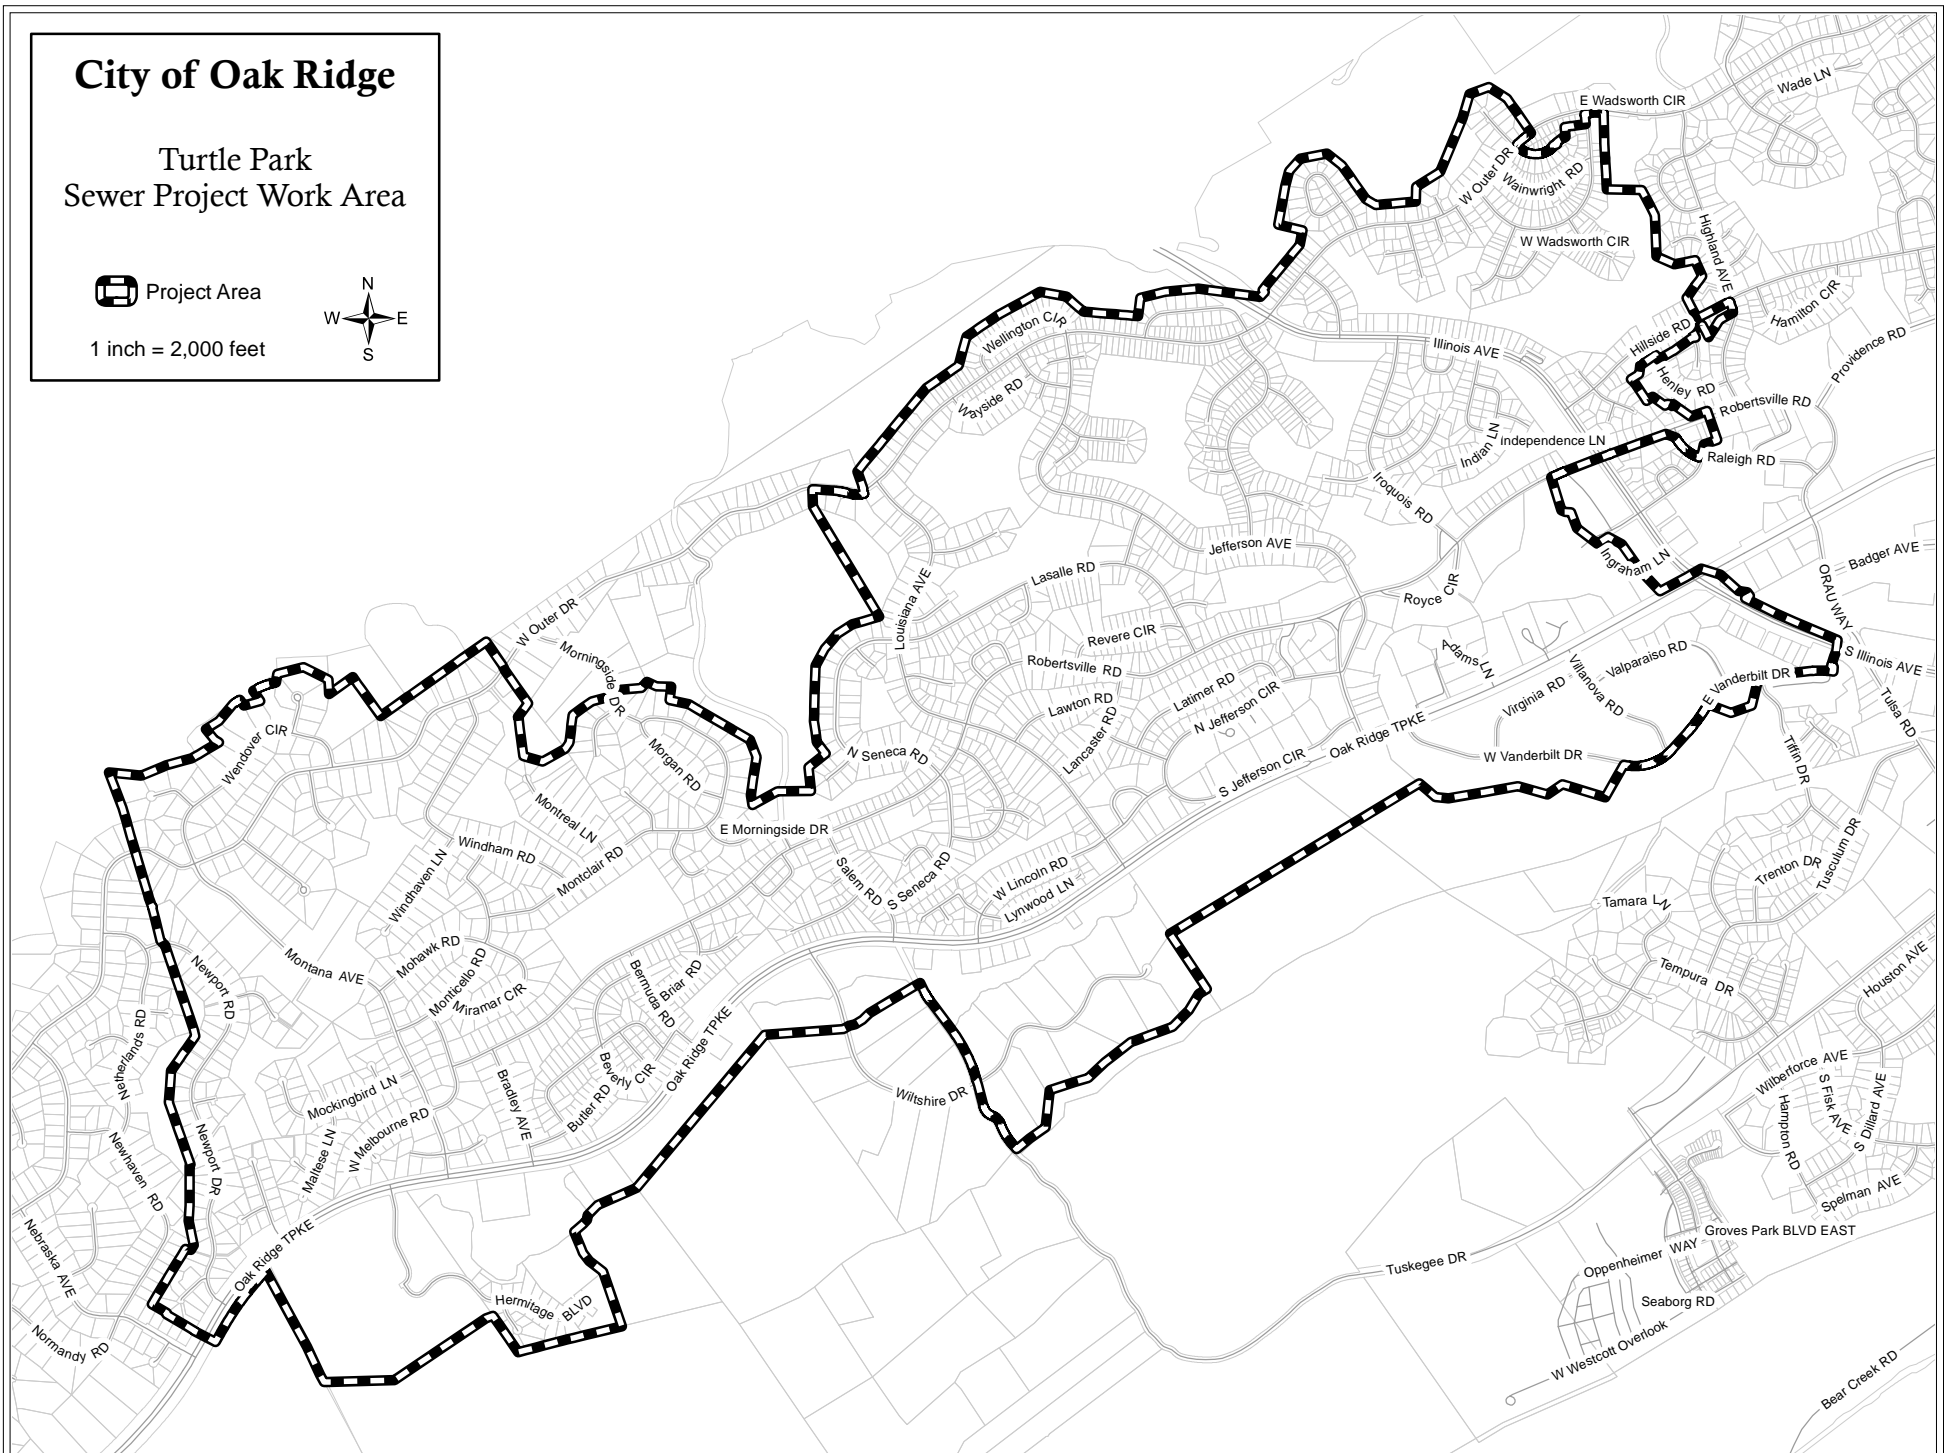 City of Oak Ridge
Turtle Park
Sewer Project Work Area
Project Area
N
W E
S
1 inch = 2,000 feet
E Wadsworth CIR
Wade LN
W Outer DR
Wainwright RD
W Wadsworth CIR
Highland AVE
Hamilton CIR
Hillside RD
Providence RD
Henley RD
Robertsville RD
Wellington CIR
Illinois AVE
Wayside RD
Independence LN
Indian LN
Raleigh RD
Iroquois RD
Jefferson AVE
Ingraham LN
Badger AVE
ORAU WAY
Lasalle RD
Louisiana AVE
Royce CIR
W Outer DR
Revere CIR
Robertsville RD
Adams LN
Valparaiso RD
S Illinois AVE
Morningside DR
Lawton RD
Latimer RD
N Jefferson CIR
Virginia RD
Villanova RD
E Vanderbilt DR
Tulsa RD
Lancaster RD
Oak Ridge TPKE
Wendover CIR
Morgan RD
N Seneca RD
W Vanderbilt DR
Tiffin DR
S Jefferson CIR
Montreal LN
E Morningside DR
Windham RD
Windhaven LN
Montclair RD
Salem RD
S Seneca RD
W Lincoln RD
Lynwood LN
Trenton DR
Tusculum DR
Tamara LN
Montana AVE
Mohawk RD
Monticello RD
Miramar CIR
Newport RD
Bermuda RD
Briar RD
Tempura DR
Houston AVE
Netherlands RD
Oak Ridge TPKE
Beverly CIR
Butler RD
Bradley AVE
Mockingbird LN
W Melbourne RD
Maltese LN
Wiltshire DR
Wilberforce AVE
S Fisk AVE
S Dillard AVE
Hampton RD
Spelman AVE
Newhaven RD
Newport DR
Nebraska AVE
Oak Ridge TPKE
Groves Park BLVD EAST
Oppenheimer WAY
Tuskegee DR
Hermitage BLVD
Seaborg RD
Normandy RD
W Westcott Overlook
Bear Creek RD